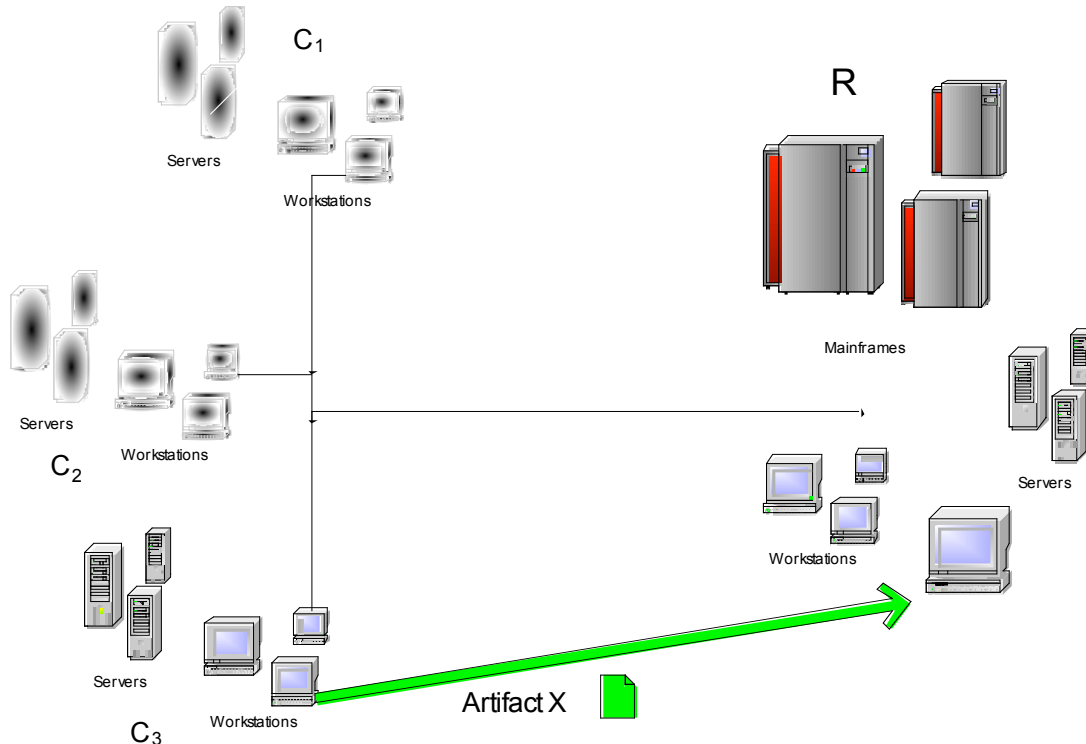 C₁
R
Servers
Workstations
Mainframes
Servers
Workstations
C₂
Servers
Workstations
Servers
Workstations
C₃
Artifact X